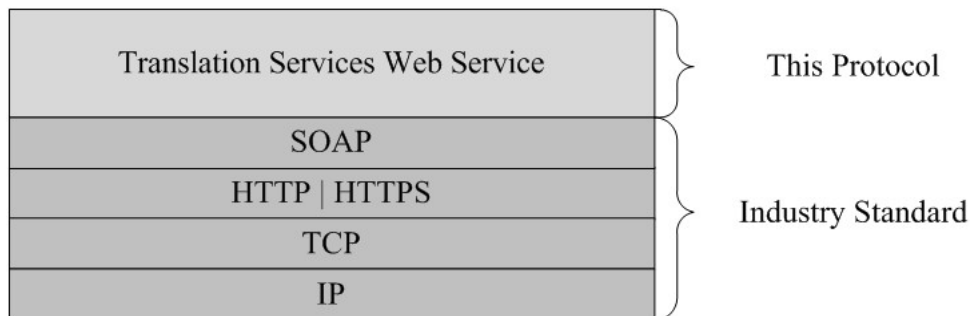 Translation Services Web Service
This Protocol
SOAP
HTTP | HTTPS
TCP
IP
Industry Standard